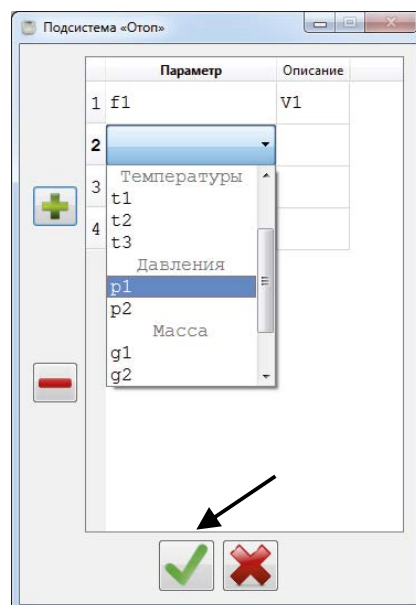 Подсистема «Отоп»
Параметр Описание
1 f1 V1
2
Температуры
3 t1
t2
4 t3
Давления
p1
p2
Масса
g1
g2